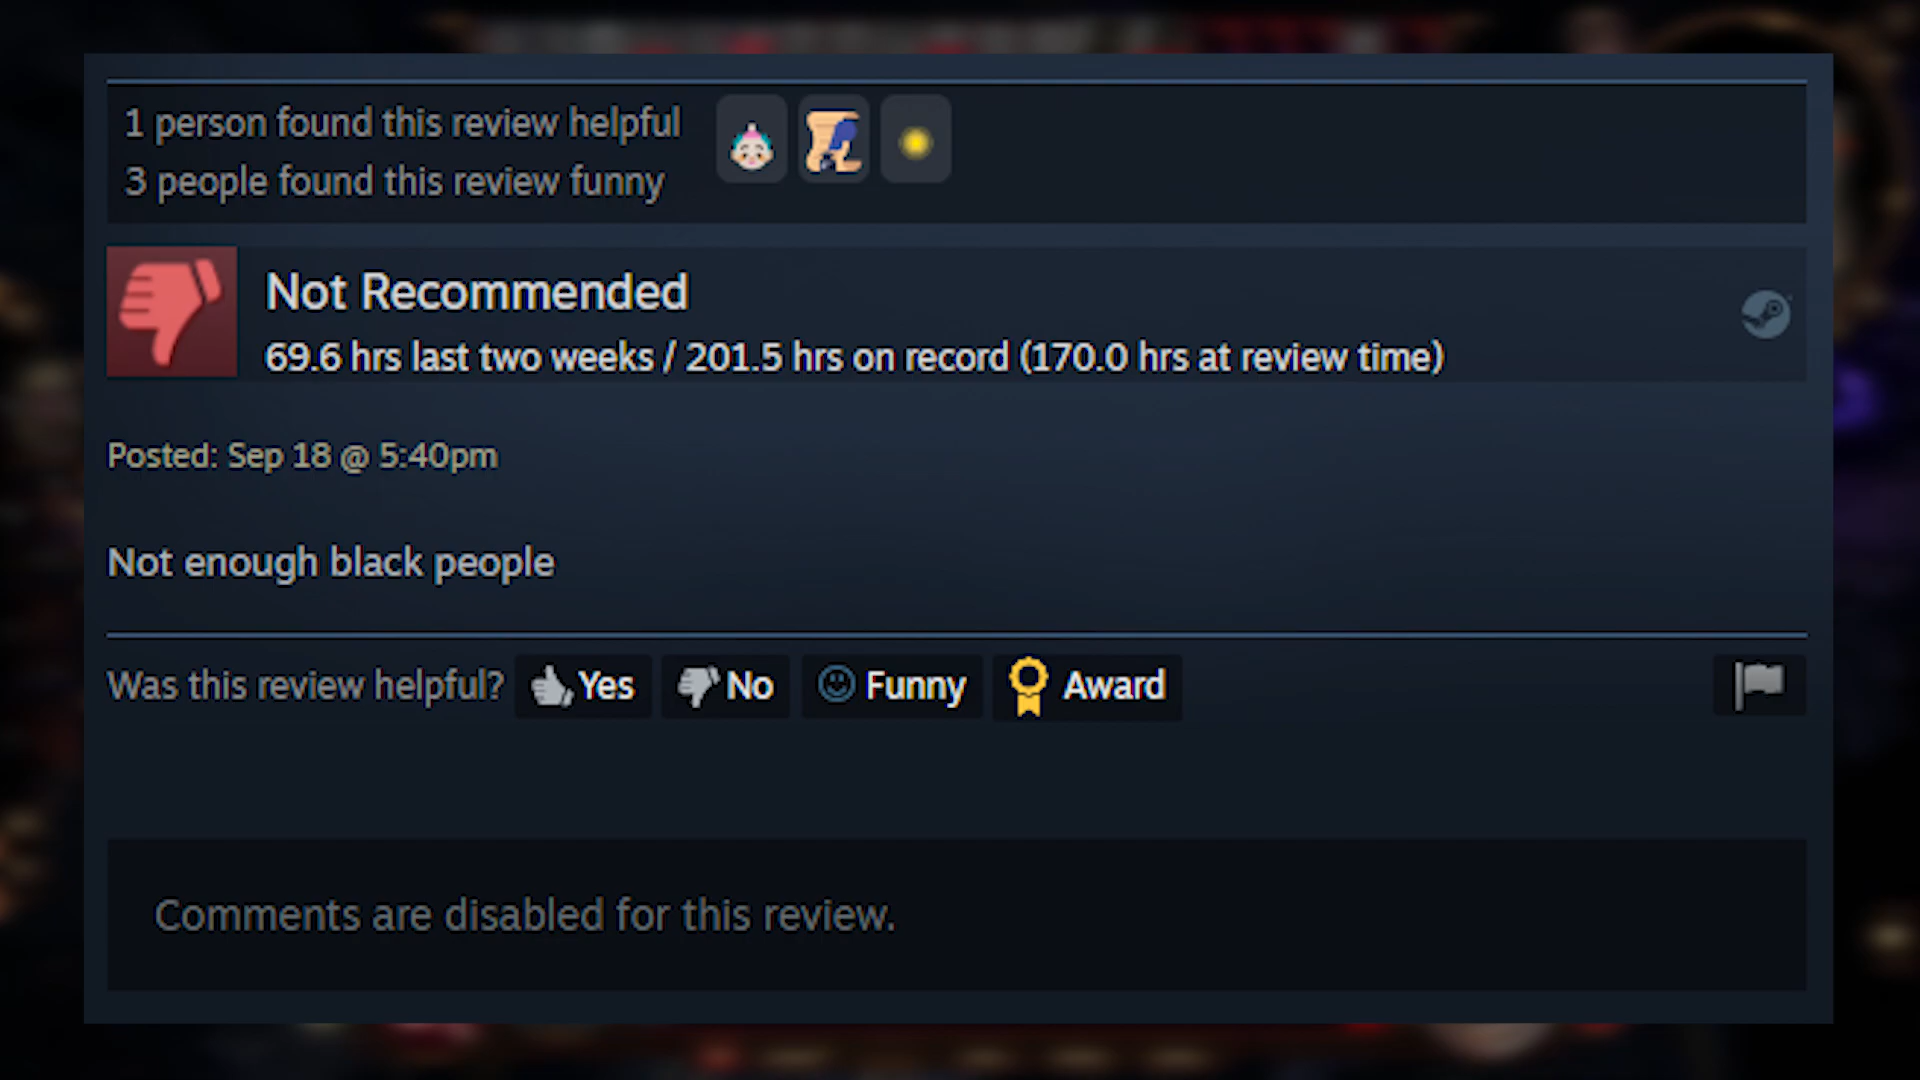 1 person found this review helpful
3 people found this review funny
Not Recommended
69.6 hrs last two weeks / 201.5 hrs on record (170.0 hrs at review time)
Posted: Sep 18 @ 5:40pm
Not enough black people
Was this review helpful? Yes No Funny Award
Comments are disabled for this review.